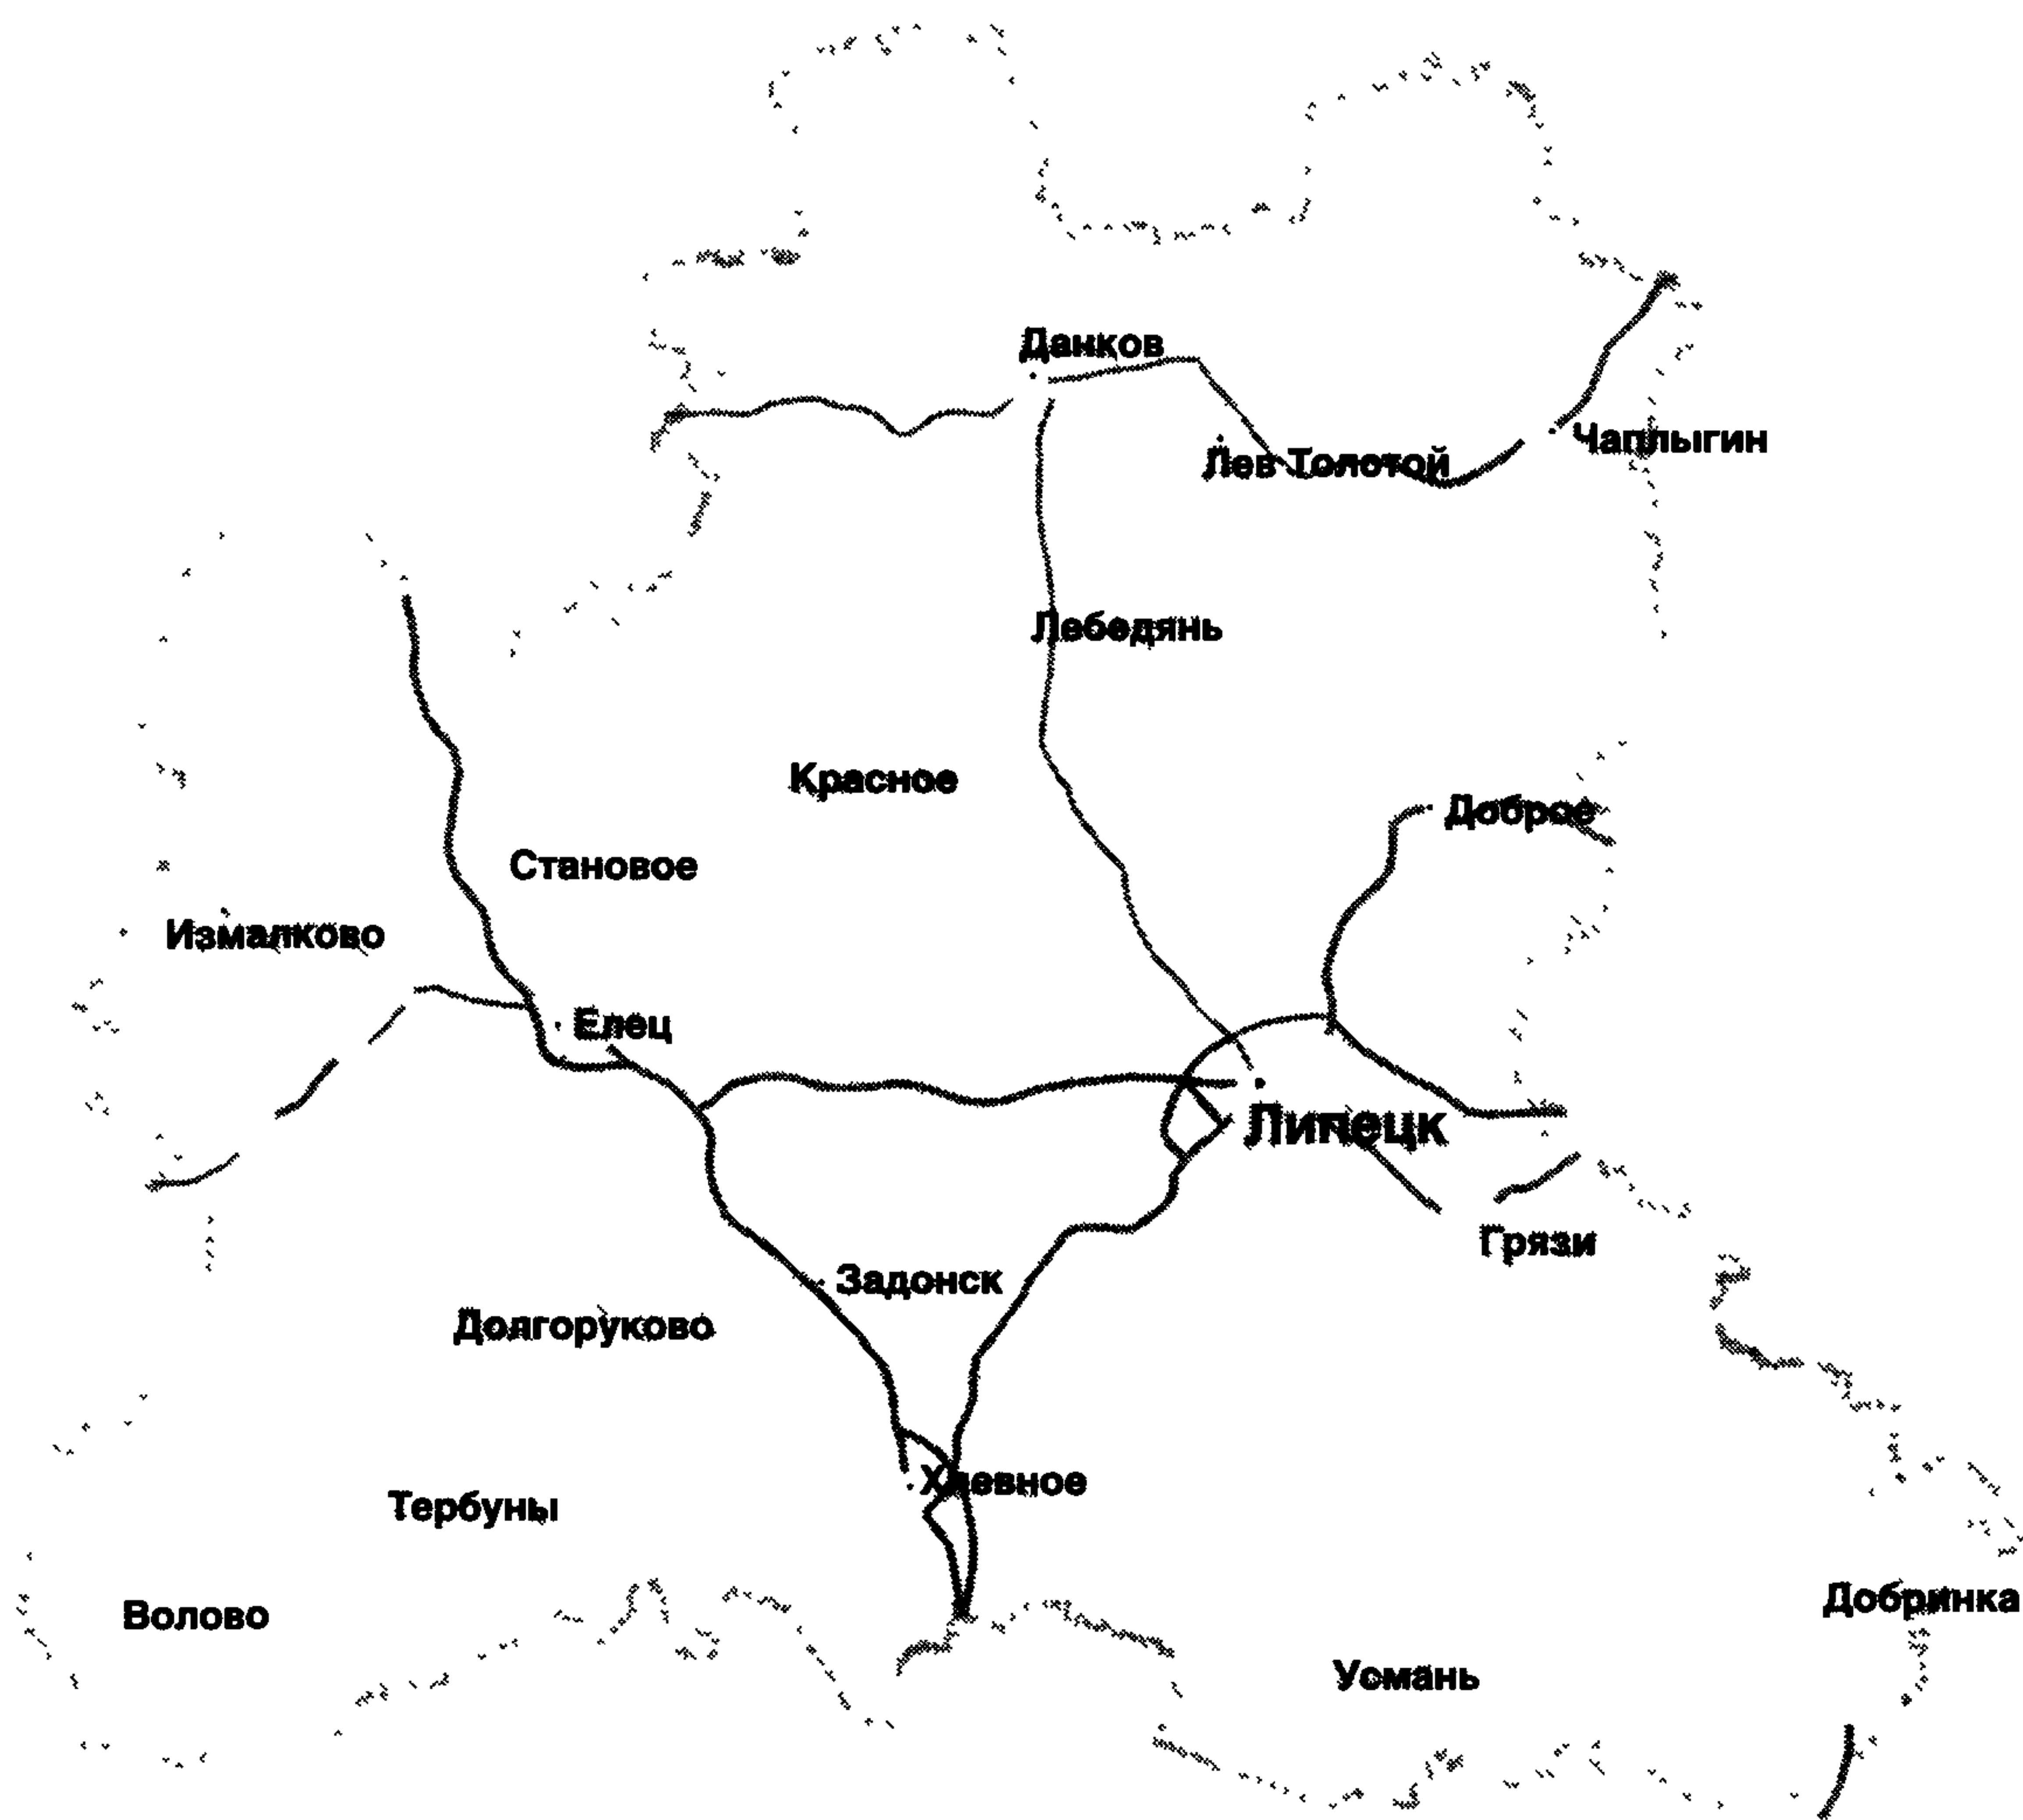 Данков
Чаплыгин
Лев Толстой
Лебедянь
Красное
Доброе
Становое
Измалково
Елец
Липецк
Грязи
Задонск
Долгоруково
Хлевное
Тербуны
Добринка
Волово
Усмань